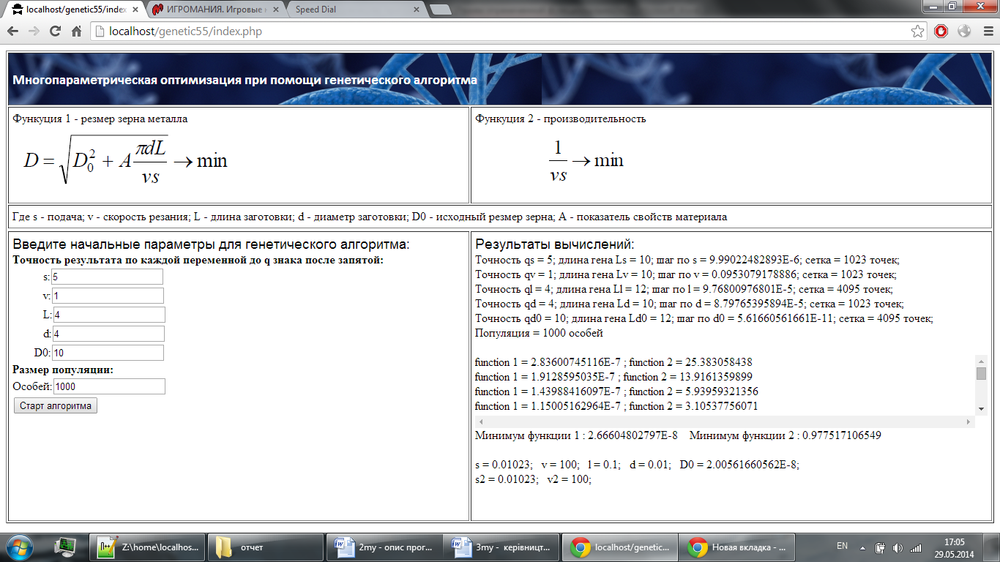 localhost/genetic55/index
ИГРОМАНИЯ. Игровые н
Speed Dial
localhost/genetic55/index.php
Многопараметрическая оптимизация при помощи генетического алгоритма
Функуция 1 - резмер зерна металла
D = √(D₀² + A πdL/vs) → min
Функуция 2 - производительность
1/vs → min
Где s - подача; v - скорость резания; L - длина заготовки; d - диаметр заготовки; D0 - исходный резмер зерна; А - показатель свойств материала
Введите начальные параметры для генетического алгоритма:
Точность результата по каждой переменной до q знака после запятой:
s: 5
v: 1
L: 4
d: 4
D0: 10
Размер популяции:
Особей: 1000
Старт алгоритма
Результаты вычислений:
Точность qs = 5; длина гена Ls = 10; шаг по s = 9.99022482893E-6; сетка = 1023 точек;
Точность qv = 1; длина гена Lv = 10; шаг по v = 0.0953079178886; сетка = 1023 точек;
Точность ql = 4; длина гена Ll = 12; шаг по l = 9.76800976801E-5; сетка = 4095 точек;
Точность qd = 4; длина гена Ld = 10; шаг по d = 8.79765395894E-5; сетка = 1023 точек;
Точность qd0 = 10; длина гена Ld0 = 12; шаг по d0 = 5.61660561661E-11; сетка = 4095 точек;
Популяция = 1000 особей
function 1 = 2.83600745116E-7 ; function 2 = 25.383058438
function 1 = 1.9128595035E-7 ; function 2 = 13.9161359899
function 1 = 1.43988416097E-7 ; function 2 = 5.93959321356
function 1 = 1.15005162964E-7 ; function 2 = 3.10537756071
Минимум функции 1 : 2.66604802797E-8 Минимум функции 2 : 0.977517106549
s = 0.01023; v = 100; l = 0.1; d = 0.01; D0 = 2.00561660562E-8;
s2 = 0.01023; v2 = 100;
Z:\home\localhos...
отчет
2my - опис прог...
3my - керівницт...
localhost/genetic...
Новая вкладка - ...
EN
17:05
29.05.2014